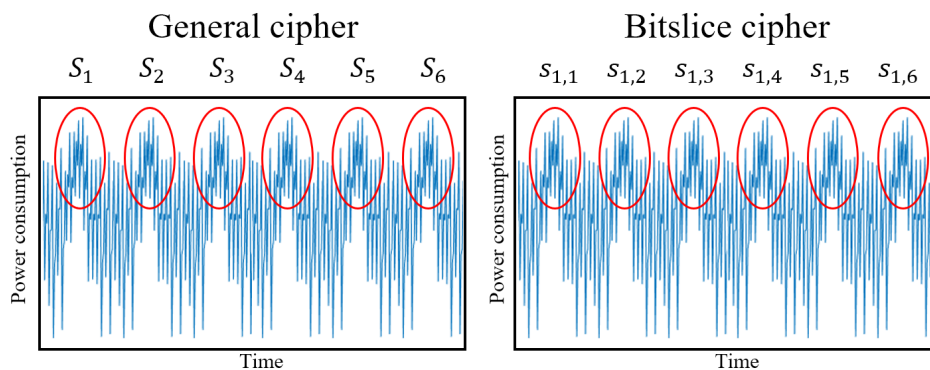 General cipher
S₁ S₂ S₃ S₄ S₅ S₆
Power consumption
Time
Bitslice cipher
s₁,₁ s₁,₂ s₁,₃ s₁,₄ s₁,₅ s₁,₆
Power consumption
Time